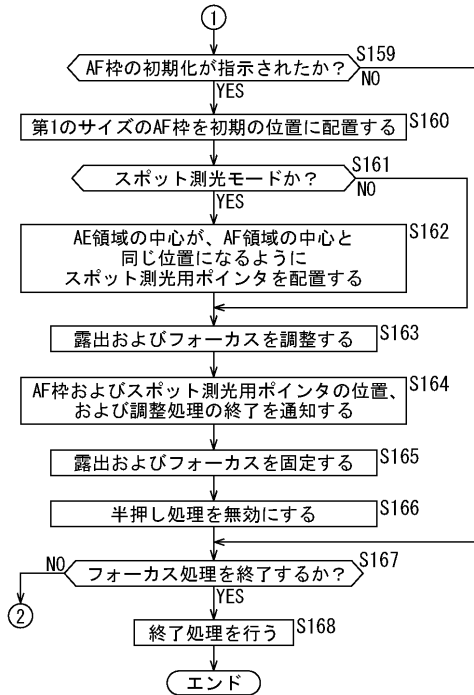 1
AF枠の初期化が指示されたか?
S159
NO
YES
第1のサイズのAF枠を初期の位置に配置する
S160
スポット測光モードか?
S161
NO
YES
AE領域の中心が、AF領域の中心と
同じ位置になるように
スポット測光用ポインタを配置する
S162
露出およびフォーカスを調整する
S163
AF枠およびスポット測光用ポインタの位置、
および調整処理の終了を通知する
S164
露出およびフォーカスを固定する
S165
半押し処理を無効にする
S166
フォーカス処理を終了するか?
S167
NO
2
YES
終了処理を行う
S168
エンド